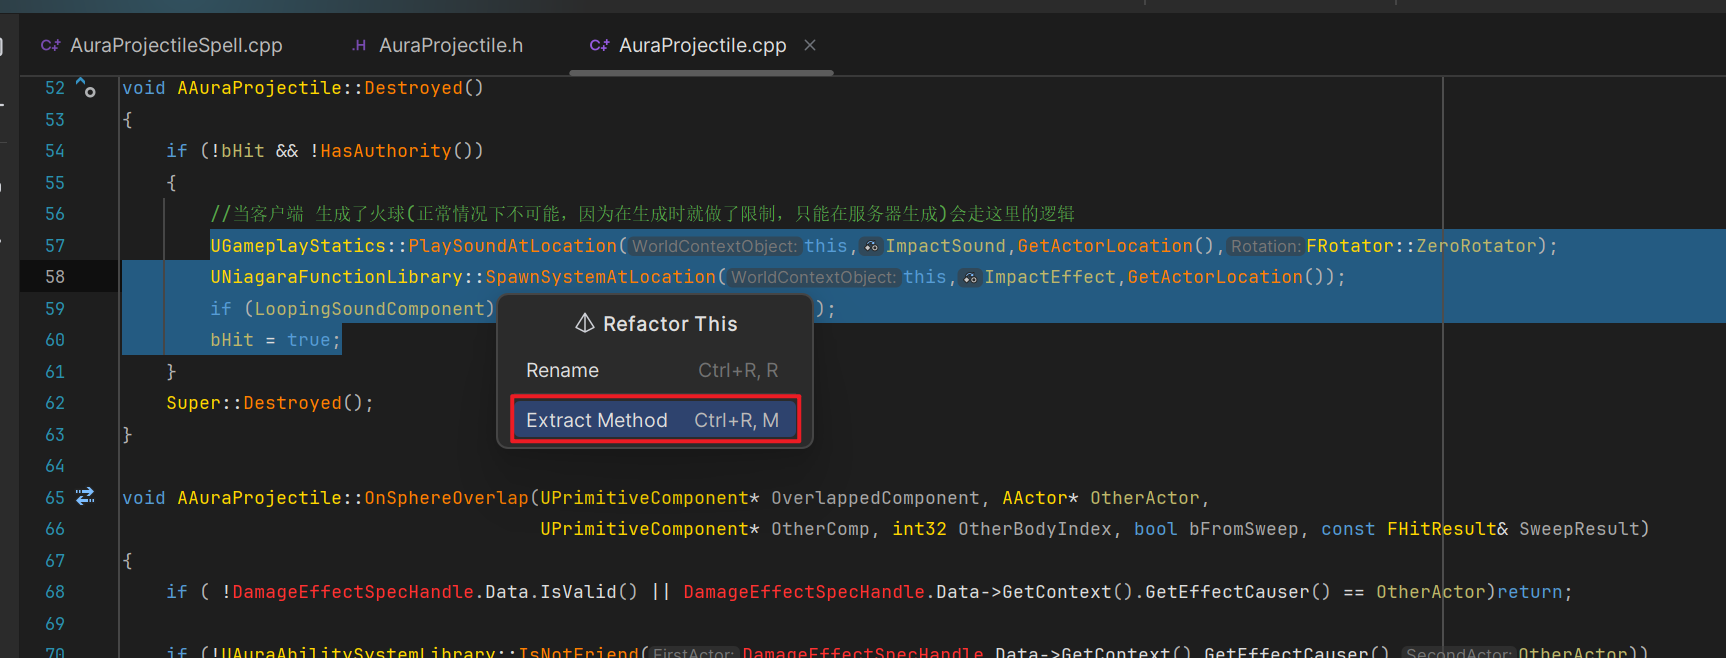 AuraProjectileSpell.cpp
AuraProjectile.h
AuraProjectile.cpp
52 void AAuraProjectile::Destroyed()
53 {
54 if (!bHit && !HasAuthority())
55 {
56 //当客户端 生成了火球(正常情况下不可能，因为在生成时就做了限制，只能在服务器生成)会走这里的逻辑
57 UGameplayStatics::PlaySoundAtLocation(WorldContextObject:this, ImpactSound,GetActorLocation(),Rotation:FRotator::ZeroRotator);
58 UNiagaraFunctionLibrary::SpawnSystemAtLocation(WorldContextObject:this, ImpactEffect,GetActorLocation());
59 if (LoopingSoundComponent) );
60 bHit = true;
Refactor This
Rename Ctrl+R, R
Extract Method Ctrl+R, M
61 }
62 Super::Destroyed();
63 }
64
65 void AAuraProjectile::OnSphereOverlap(UPrimitiveComponent* OverlappedComponent, AActor* OtherActor,
66 UPrimitiveComponent* OtherComp, int32 OtherBodyIndex, bool bFromSweep, const FHitResult& SweepResult)
67 {
68 if ( !DamageEffectSpecHandle.Data.IsValid() || DamageEffectSpecHandle.Data->GetContext().GetEffectCauser() == OtherActor)return;
69
70 if (!UAuraAbilitySystemLibrary::IsNotFriend(FirstActor:DamageEffectSpecHandle.Data->GetContext().GetEffectCauser(),SecondActor:OtherActor))